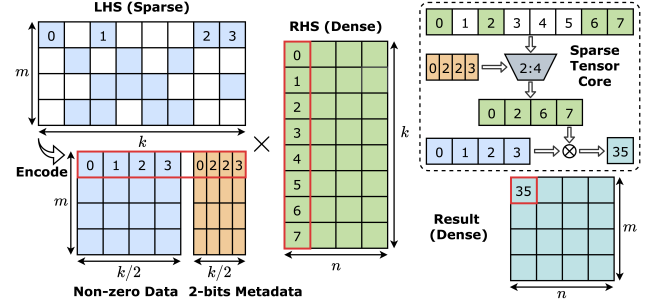 LHS (Sparse)
0 1 2 3
m
k
Encode
0 1 2 3 0 2 2 3
m
k/2 k/2
Non-zero Data 2-bits Metadata
×
RHS (Dense)
0
1
2
3
4
5
6
7
k
n
0 1 2 3 4 5 6 7
0 2 2 3
2:4
Sparse
Tensor
Core
0 2 6 7
0 1 2 3
⊗
35
Result
(Dense)
35
m
n